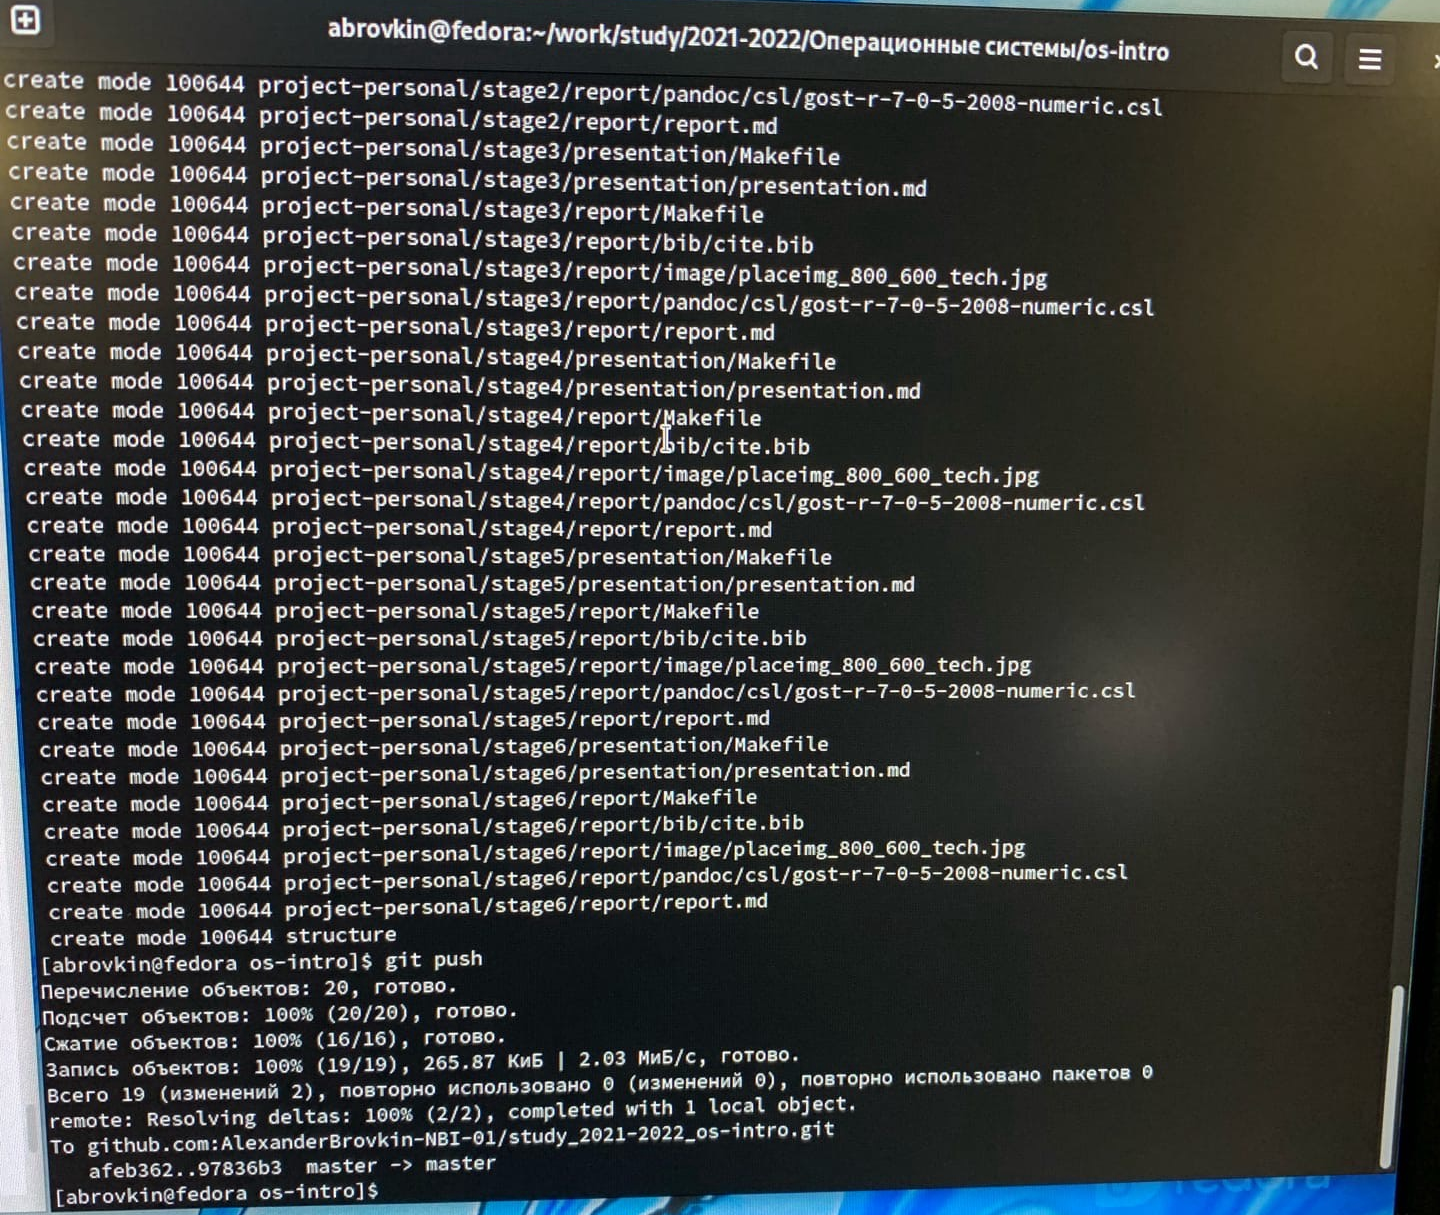 abrovkin@fedora:~/work/study/2021-2022/Операционные системы/os-intro
create mode 100644 project-personal/stage2/report/pandoc/csl/gost-r-7-0-5-2008-numeric.csl
create mode 100644 project-personal/stage2/report/report.md
create mode 100644 project-personal/stage3/presentation/Makefile
create mode 100644 project-personal/stage3/presentation/presentation.md
create mode 100644 project-personal/stage3/report/Makefile
create mode 100644 project-personal/stage3/report/bib/cite.bib
create mode 100644 project-personal/stage3/report/image/placeimg_800_600_tech.jpg
create mode 100644 project-personal/stage3/report/pandoc/csl/gost-r-7-0-5-2008-numeric.csl
create mode 100644 project-personal/stage3/report/report.md
create mode 100644 project-personal/stage4/presentation/Makefile
create mode 100644 project-personal/stage4/presentation/presentation.md
create mode 100644 project-personal/stage4/report/Makefile
create mode 100644 project-personal/stage4/report/bib/cite.bib
create mode 100644 project-personal/stage4/report/image/placeimg_800_600_tech.jpg
create mode 100644 project-personal/stage4/report/pandoc/csl/gost-r-7-0-5-2008-numeric.csl
create mode 100644 project-personal/stage4/report/report.md
create mode 100644 project-personal/stage5/presentation/Makefile
create mode 100644 project-personal/stage5/presentation/presentation.md
create mode 100644 project-personal/stage5/report/Makefile
create mode 100644 project-personal/stage5/report/bib/cite.bib
create mode 100644 project-personal/stage5/report/image/placeimg_800_600_tech.jpg
create mode 100644 project-personal/stage5/report/pandoc/csl/gost-r-7-0-5-2008-numeric.csl
create mode 100644 project-personal/stage5/report/report.md
create mode 100644 project-personal/stage6/presentation/Makefile
create mode 100644 project-personal/stage6/presentation/presentation.md
create mode 100644 project-personal/stage6/report/Makefile
create mode 100644 project-personal/stage6/report/bib/cite.bib
create mode 100644 project-personal/stage6/report/image/placeimg_800_600_tech.jpg
create mode 100644 project-personal/stage6/report/pandoc/csl/gost-r-7-0-5-2008-numeric.csl
create mode 100644 project-personal/stage6/report/report.md
create mode 100644 structure
[abrovkin@fedora os-intro]$ git push
Перечисление объектов: 20, готово.
Подсчет объектов: 100% (20/20), готово.
Сжатие объектов: 100% (16/16), готово.
Запись объектов: 100% (19/19), 265.87 КиБ | 2.03 МиБ/с, готово.
Всего 19 (изменений 2), повторно использовано 0 (изменений 0), повторно использовано пакетов 0
remote: Resolving deltas: 100% (2/2), completed with 1 local object.
To github.com:AlexanderBrovkin-NBI-01/study_2021-2022_os-intro.git
afeb362..97836b3  master -> master
[abrovkin@fedora os-intro]$
fedora